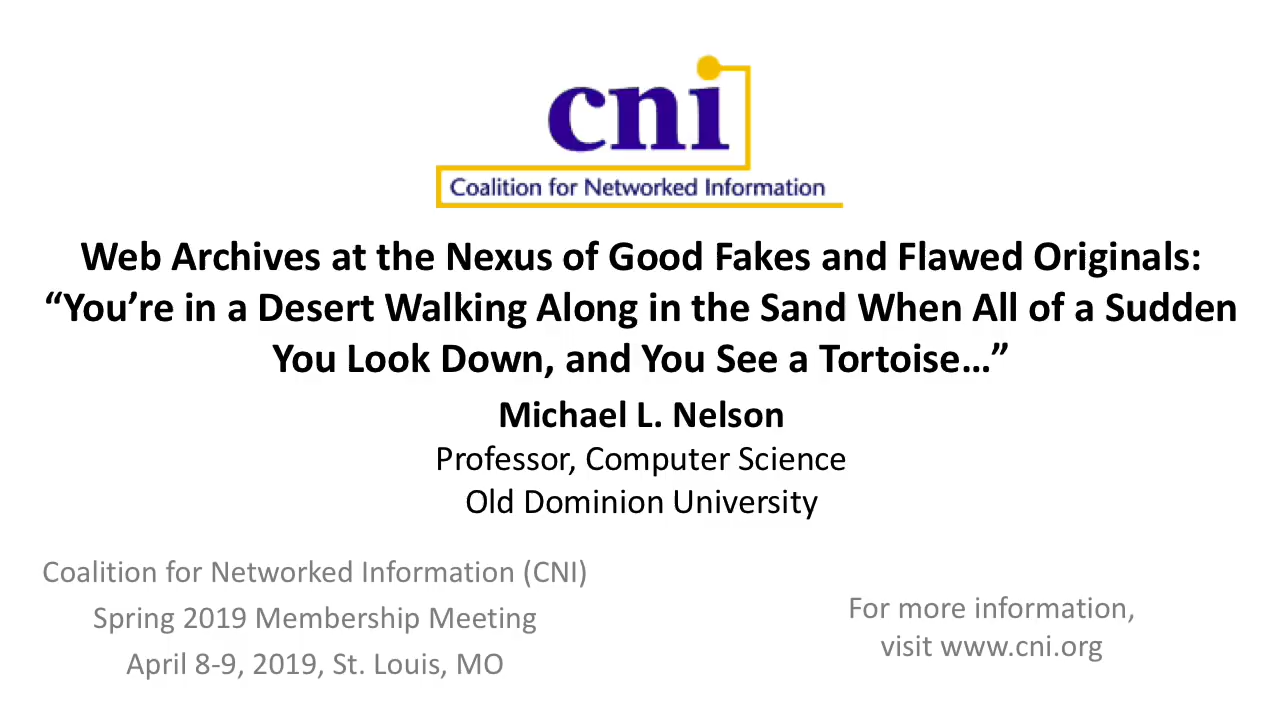 cni
Coalition for Networked Information
Web Archives at the Nexus of Good Fakes and Flawed Originals:
“You’re in a Desert Walking Along in the Sand When All of a Sudden
You Look Down, and You See a Tortoise…”
Michael L. Nelson
Professor, Computer Science
Old Dominion University
Coalition for Networked Information (CNI)
Spring 2019 Membership Meeting
April 8-9, 2019, St. Louis, MO
For more information,
visit www.cni.org